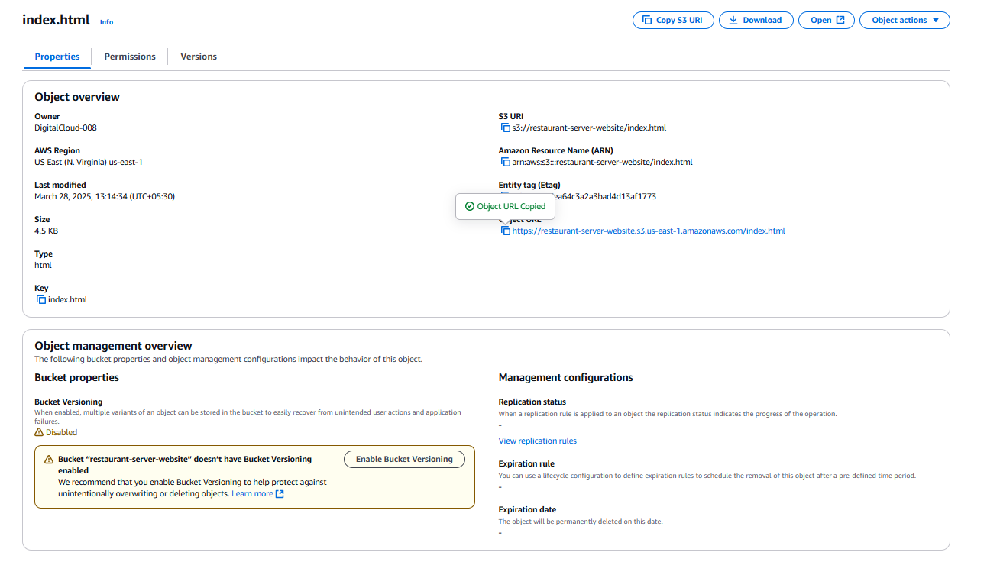 index.html Info
Copy S3 URI
Download
Open
Object actions
Properties
Permissions
Versions
Object overview
Owner
DigitalCloud-008
AWS Region
US East (N. Virginia) us-east-1
Last modified
March 28, 2025, 13:14:34 (UTC+05:30)
Size
4.5 KB
Type
html
Key
index.html
S3 URI
s3://restaurant-server-website/index.html
Amazon Resource Name (ARN)
arn:aws:s3:::restaurant-server-website/index.html
Entity tag (Etag)
ea64c3a2a3bad4d13af1773
Object URL Copied
URL
https://restaurant-server-website.s3.us-east-1.amazonaws.com/index.html
Object management overview
The following bucket properties and object management configurations impact the behavior of this object.
Bucket properties
Bucket Versioning
When enabled, multiple variants of an object can be stored in the bucket to easily recover from unintended user actions and application
failures.
Disabled
Bucket “restaurant-server-website” doesn’t have Bucket Versioning
enabled
We recommend that you enable Bucket Versioning to help protect against
unintentionally overwriting or deleting objects. Learn more
Enable Bucket Versioning
Management configurations
Replication status
When a replication rule is applied to an object the replication status indicates the progress of the operation.
-
View replication rules
Expiration rule
You can use a lifecycle configuration to define expiration rules to schedule the removal of this object after a pre-defined time period.
-
Expiration date
The object will be permanently deleted on this date.
-